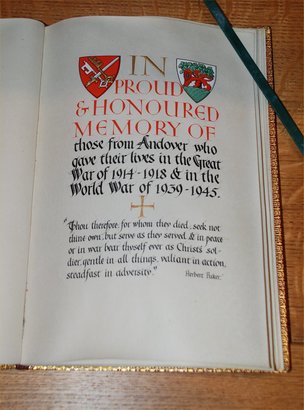 IN
PROUD
& HONOURED
MEMORY OF
those from Andover who
gave their lives in the Great
War of 1914-1918 & in the
World War of 1939-1945.
"Thou therefore, for whom they died, seek not
thine own, but serve as they served, & in peace
or in war bear thyself ever as Christ's sol-
dier, gentle in all things, valiant in action,
steadfast in adversity."
Herbert Baker.